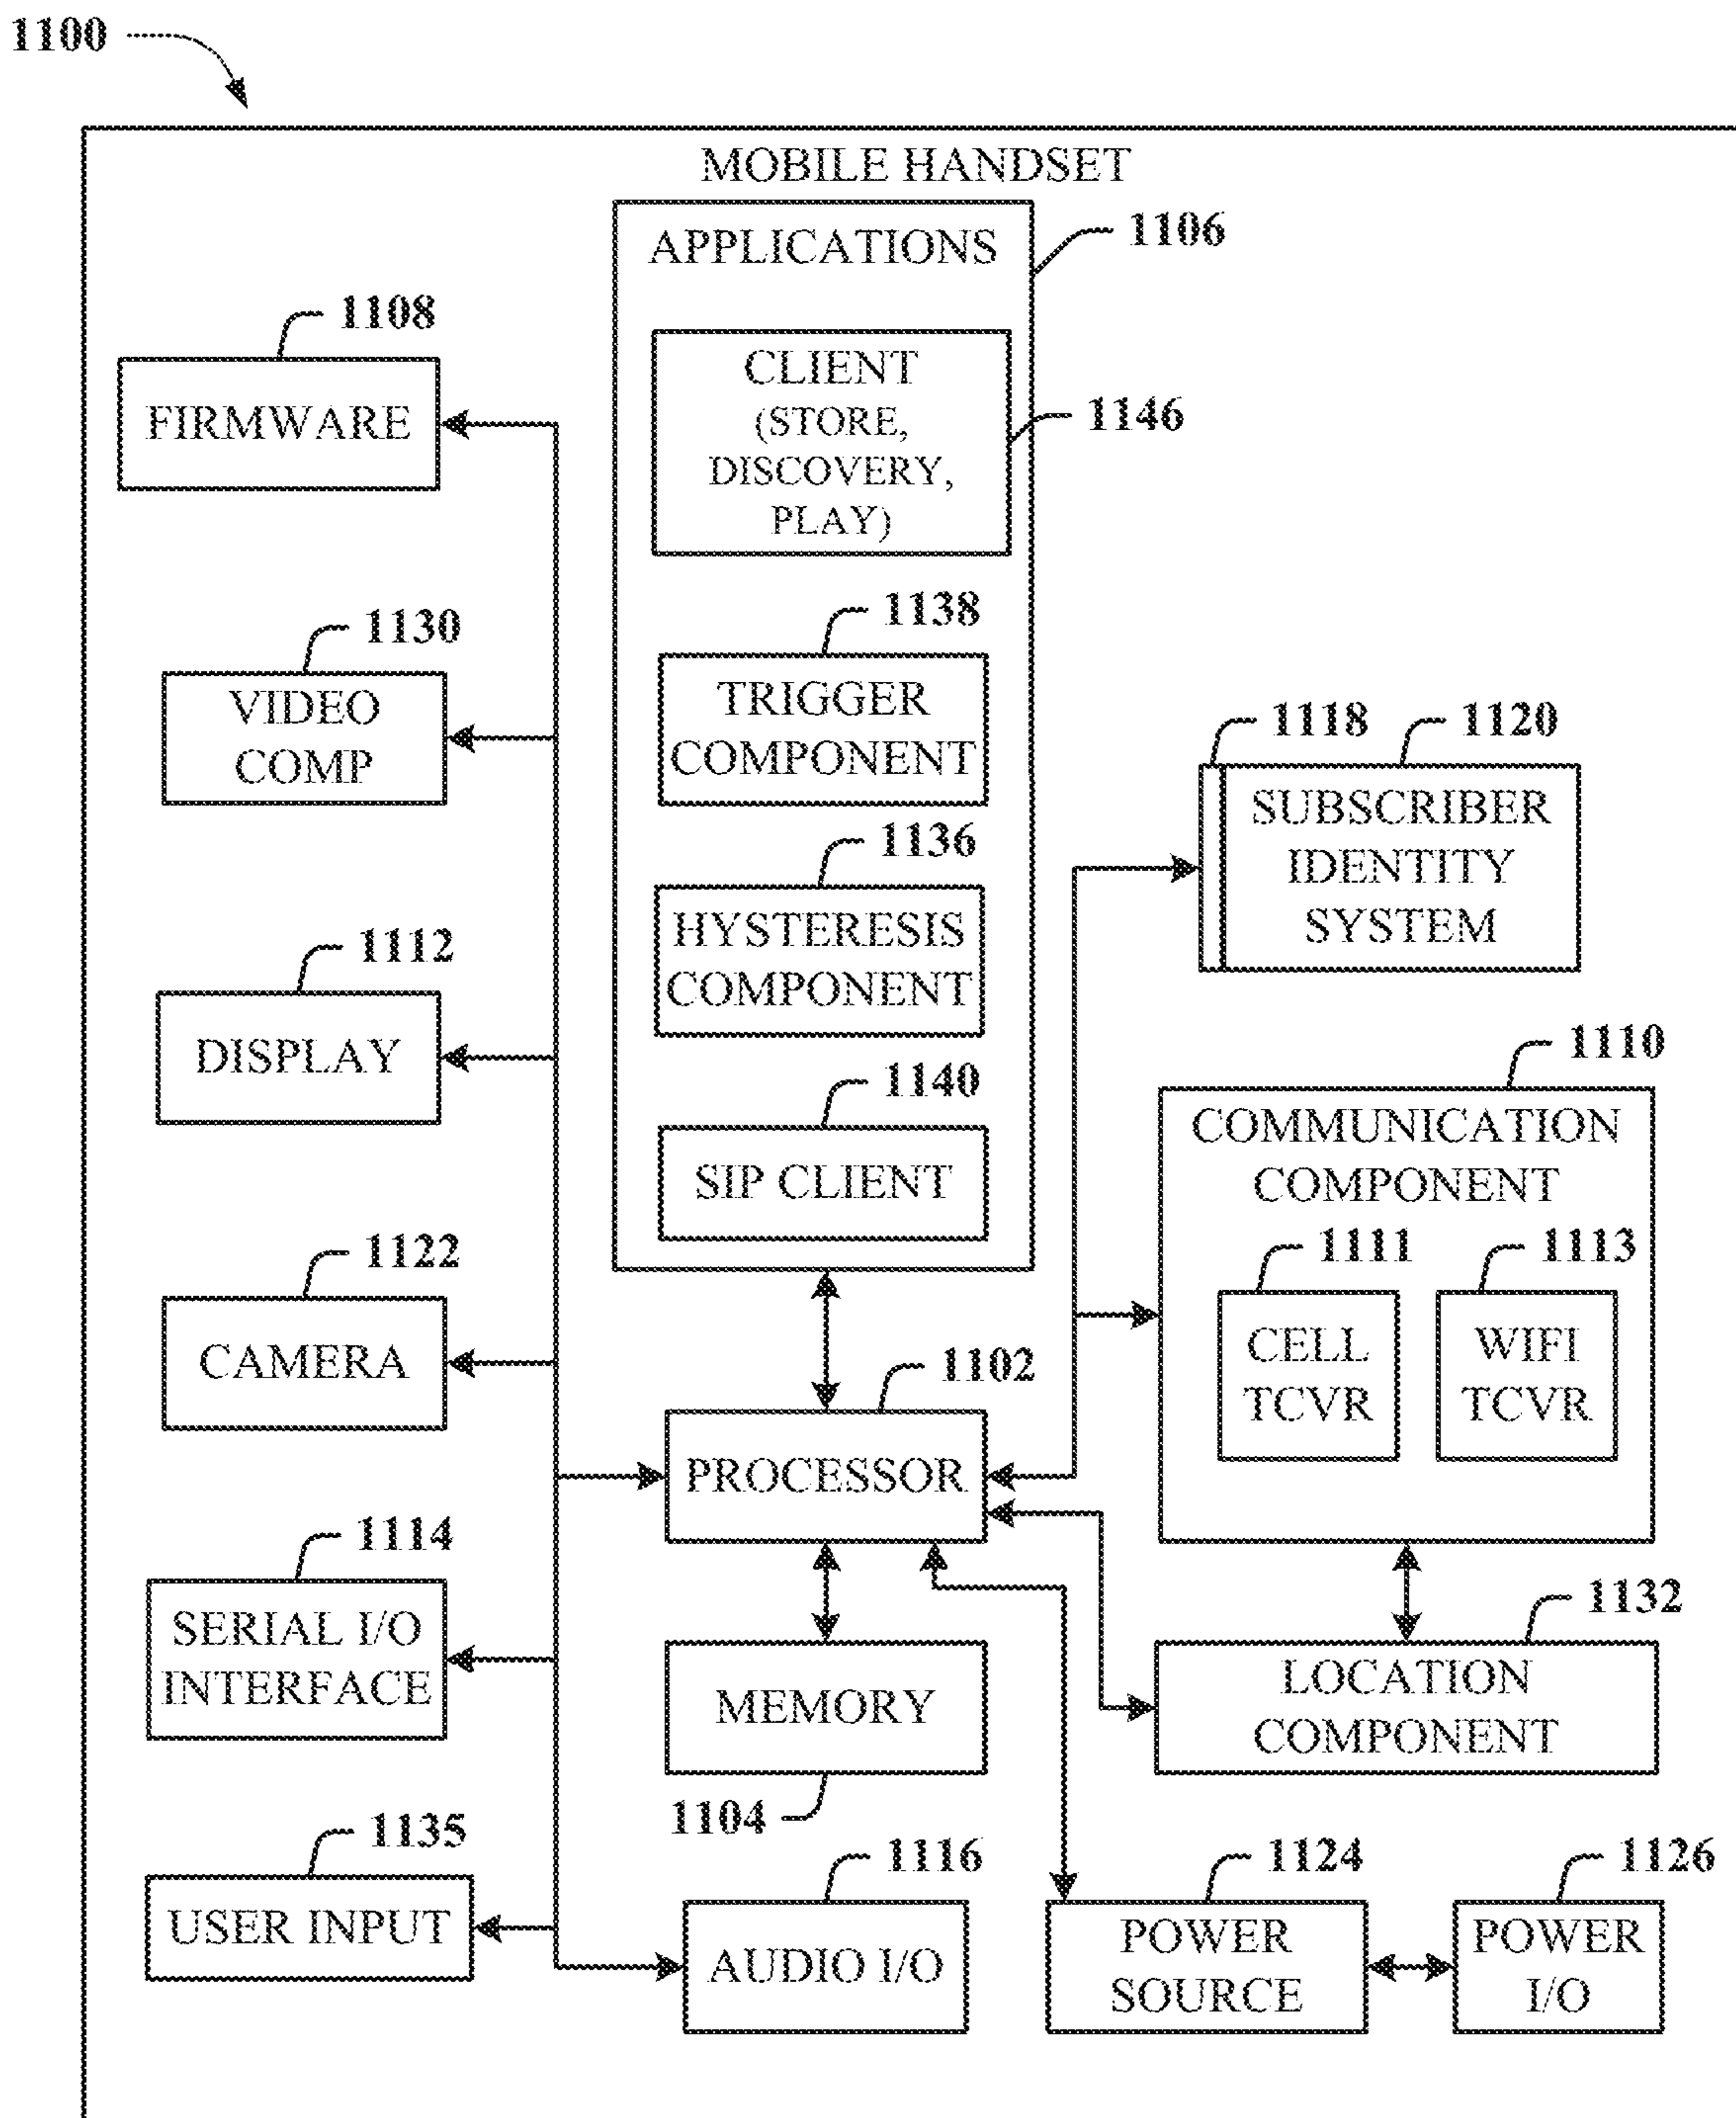 1100
MOBILE HANDSET
APPLICATIONS
1106
CLIENT
(STORE,
DISCOVERY,
PLAY)
1146
1138
TRIGGER
COMPONENT
1136
HYSTERESIS
COMPONENT
1140
SIP CLIENT
1108
FIRMWARE
1130
VIDEO
COMP
1112
DISPLAY
1122
CAMERA
1114
SERIAL I/O
INTERFACE
1135
USER INPUT
1102
PROCESSOR
MEMORY
1104
1116
AUDIO I/O
1118
1120
SUBSCRIBER
IDENTITY
SYSTEM
1110
COMMUNICATION
COMPONENT
1111
CELL
TCVR
1113
WIFI
TCVR
1132
LOCATION
COMPONENT
1124
POWER
SOURCE
1126
POWER
I/O